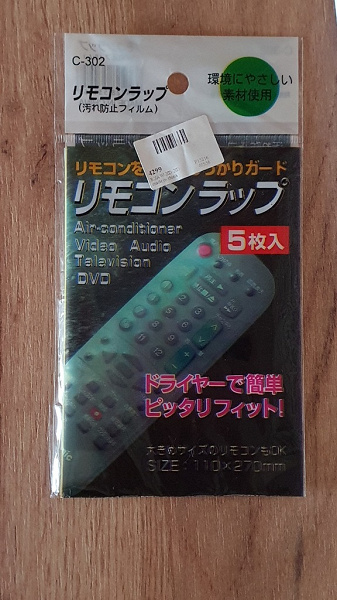 C-302
リモコンラップ
(汚れ防止フィルム)
環境にやさしい
素材使用
4299
リモコンを
かりガード
リモコンラップ
5枚入
Air-conditioner
Video Audio
Television
DVD
ドライヤーで簡単
ピッタリフィット!
大きめサイズのリモコンもOK
SIZE:110×270mm